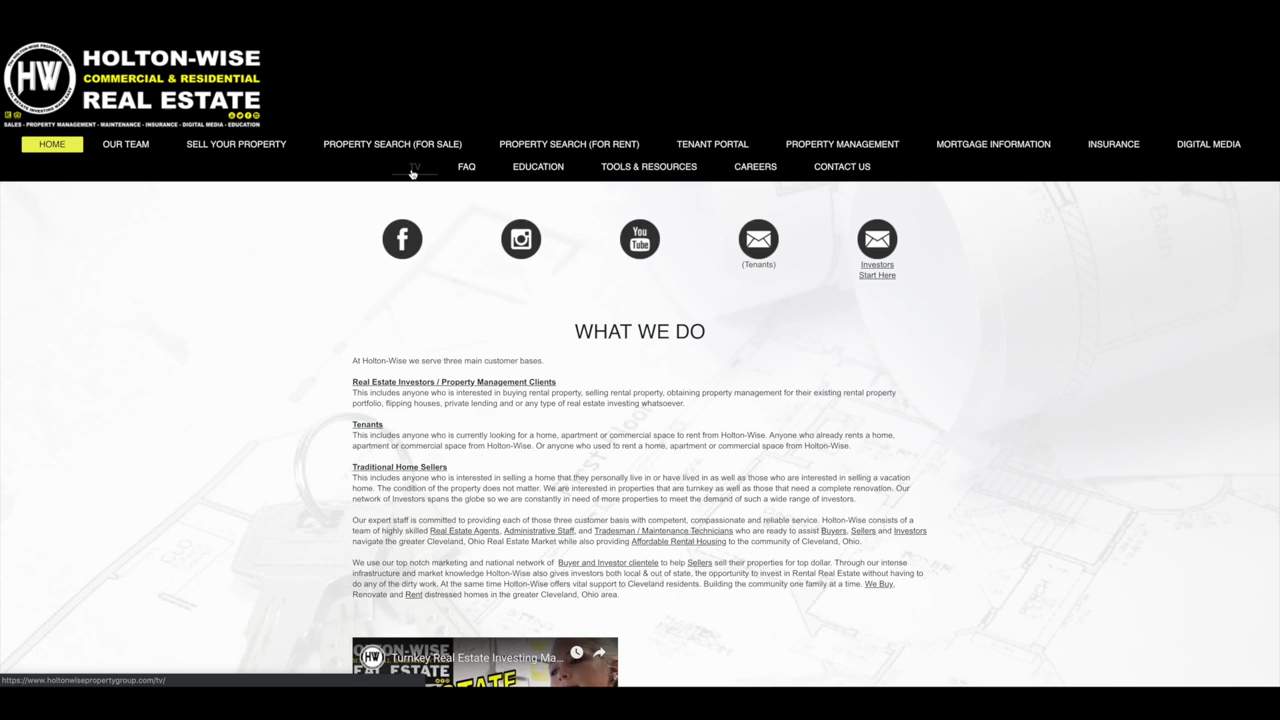 HOLTON-WISE
COMMERCIAL & RESIDENTIAL
REAL ESTATE
SALES - PROPERTY MANAGEMENT - MAINTENANCE - INSURANCE - DIGITAL MEDIA - EDUCATION
HW
HOME OUR TEAM SELL YOUR PROPERTY PROPERTY SEARCH (FOR SALE) PROPERTY SEARCH (FOR RENT) TENANT PORTAL PROPERTY MANAGEMENT MORTGAGE INFORMATION INSURANCE DIGITAL MEDIA
TV FAQ EDUCATION TOOLS & RESOURCES CAREERS CONTACT US
You
Tube
(Tenants)
Investors
Start Here
WHAT WE DO
At Holton-Wise we serve three main customer bases.
Real Estate Investors / Property Management Clients
This includes anyone who is interested in buying rental property, selling rental property, obtaining property management for their existing rental property
portfolio, flipping houses, private lending and or any type of real estate investing whatsoever.
Tenants
This includes anyone who is currently looking for a home, apartment or commercial space to rent from Holton-Wise. Anyone who already rents a home,
apartment or commercial space from Holton-Wise. Or anyone who used to rent a home, apartment or commercial space from Holton-Wise.
Traditional Home Sellers
This includes anyone who is interested in selling a home that they personally live in or have lived in as well as those who are interested in selling a vacation
home. The condition of the property does not matter. We are interested in properties that are turnkey as well as those that need a complete renovation. Our
network of Investors spans the globe so we are constantly in need of more properties to meet the demand of such a wide range of investors.
Our expert staff is committed to providing each of those three customer basis with competent, compassionate and reliable service. Holton-Wise consists of a
team of highly skilled Real Estate Agents, Administrative Staff, and Tradesman / Maintenance Technicians who are ready to assist Buyers, Sellers and Investors
navigate the greater Cleveland, Ohio Real Estate Market while also providing Affordable Rental Housing to the community of Cleveland, Ohio.
We use our top notch marketing and national network of Buyer and Investor clientele to help Sellers sell their properties for top dollar. Through our intense
infrastructure and market knowledge Holton-Wise also gives investors both local & out of state, the opportunity to invest in Rental Real Estate without having to
do any of the dirty work. At the same time Holton-Wise offers vital support to Cleveland residents. Building the community one family at a time. We Buy,
Renovate and Rent distressed homes in the greater Cleveland, Ohio area.
HW Turnkey Real Estate Investing Ma...
https://www.holtonwisepropertygroup.com/tv/